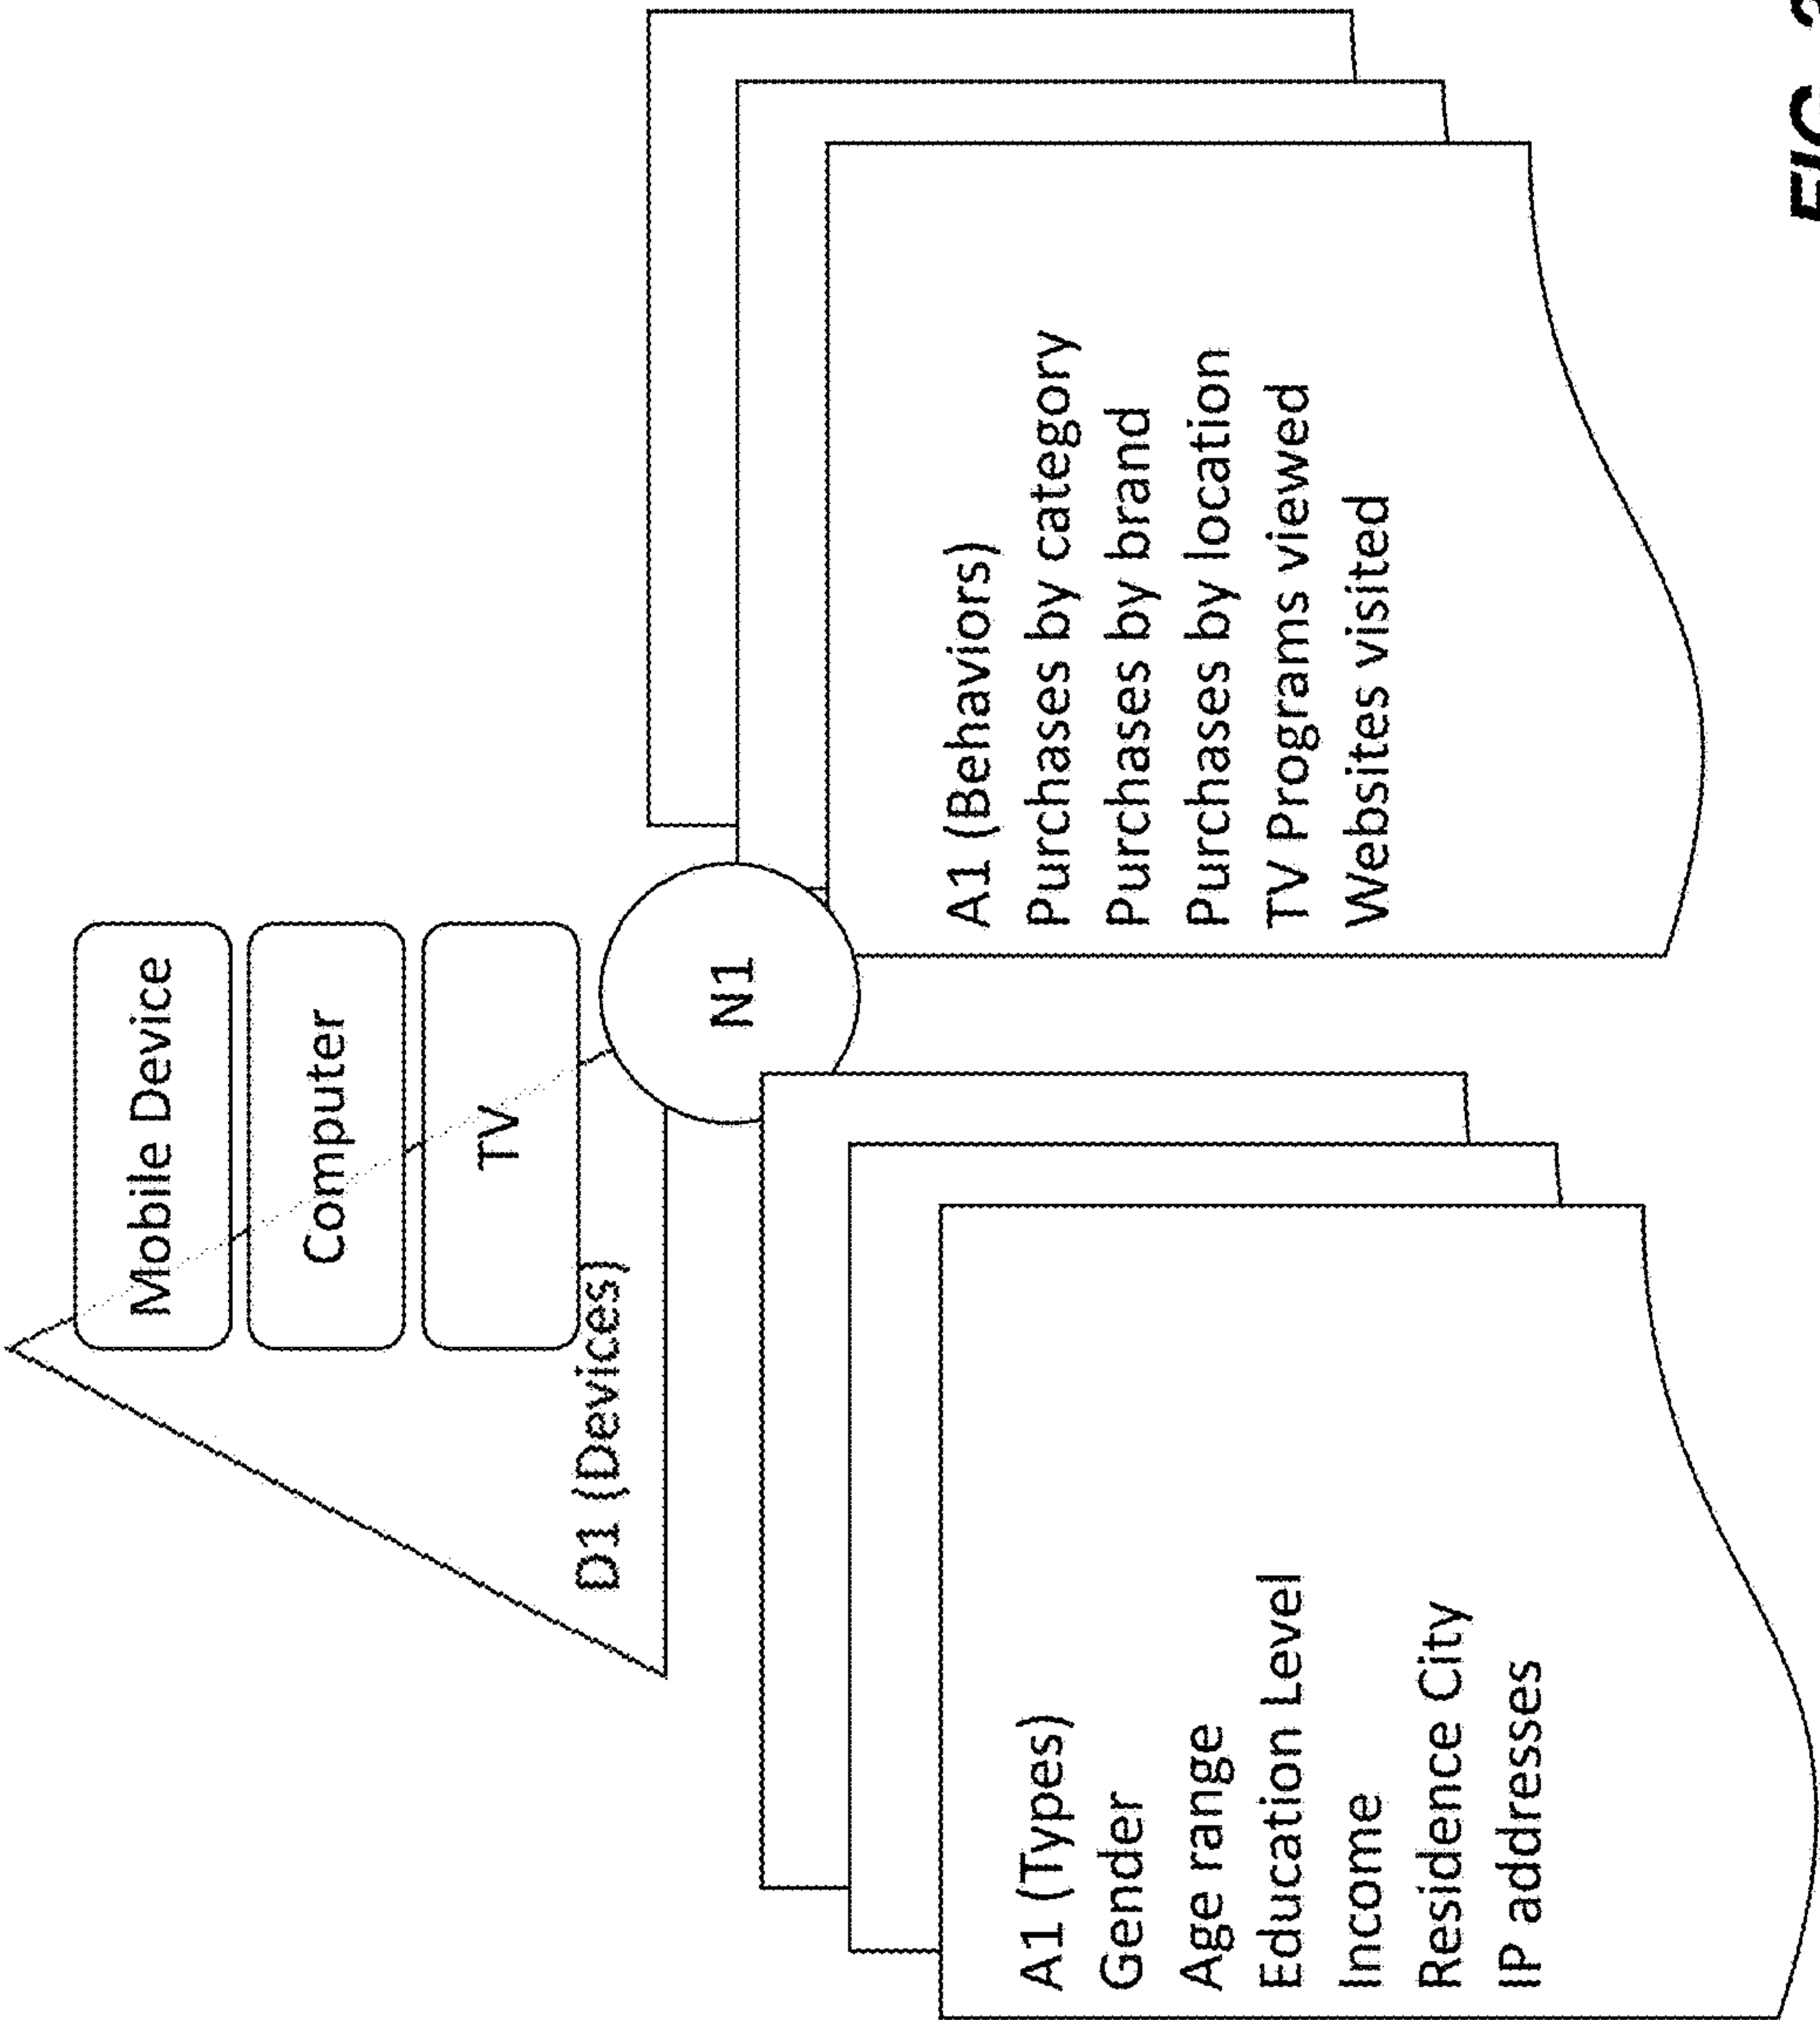 Mobile Device
Computer
TV
D1 (Devices)
N1
A1 (Types)
Gender
Age range
Education Level
Income
Residence City
IP addresses
A1 (Behaviors)
Purchases by category
Purchases by brand
Purchases by location
TV Programs viewed
Websites visited
FIG.